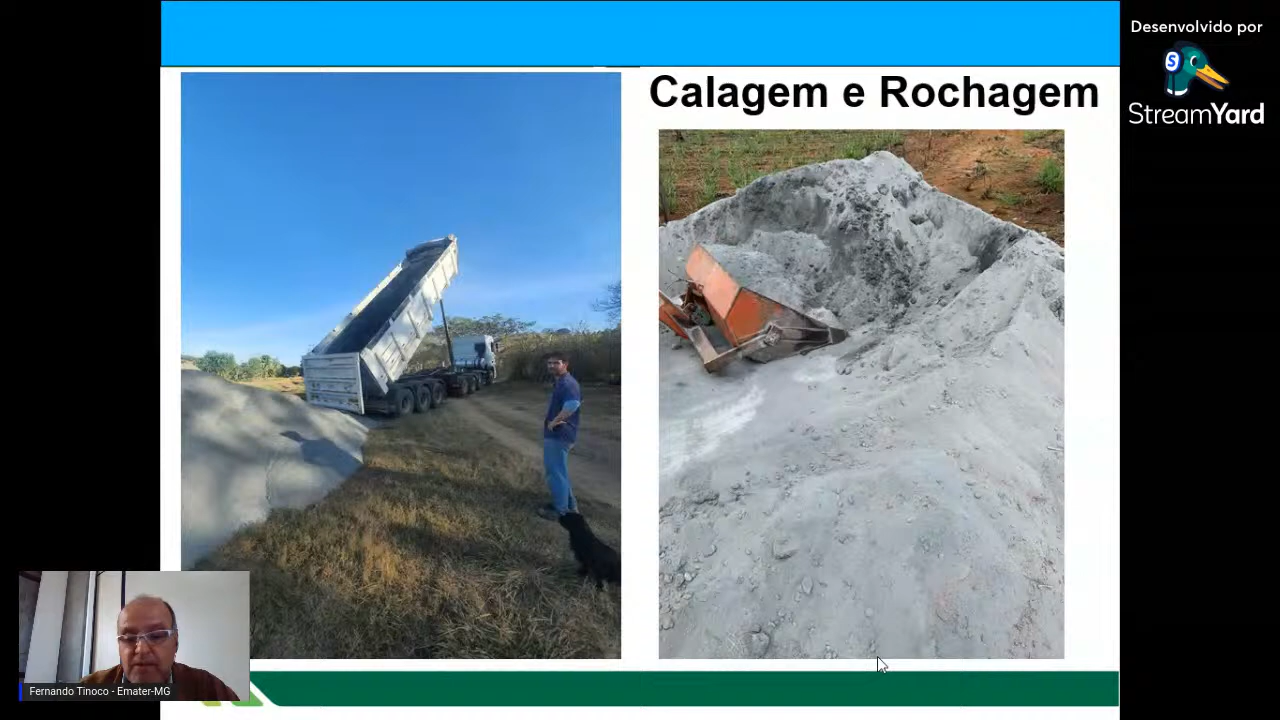 Desenvolvido por
StreamYard
Calagem e Rochagem
Fernando Tinoco - Emater-MG